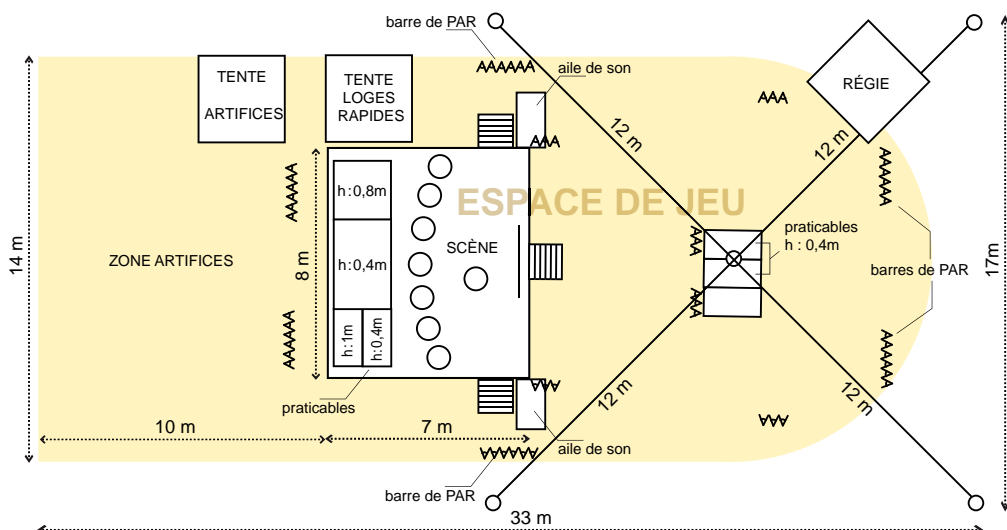 barre de PAR
aile de son
TENTE
ARTIFICES
TENTE
LOGES
RAPIDES
RÉGIE
12 m
12 m
h:0,8m
ESPACE DE JEU
praticables
h : 0,4m
14 m
ZONE ARTIFICES
8 m
h:0,4m
SCÈNE
barres de PAR
17m
h:1m
h:0,4m
praticables
12 m
12 m
10 m
7 m
aile de son
barre de PAR
33 m